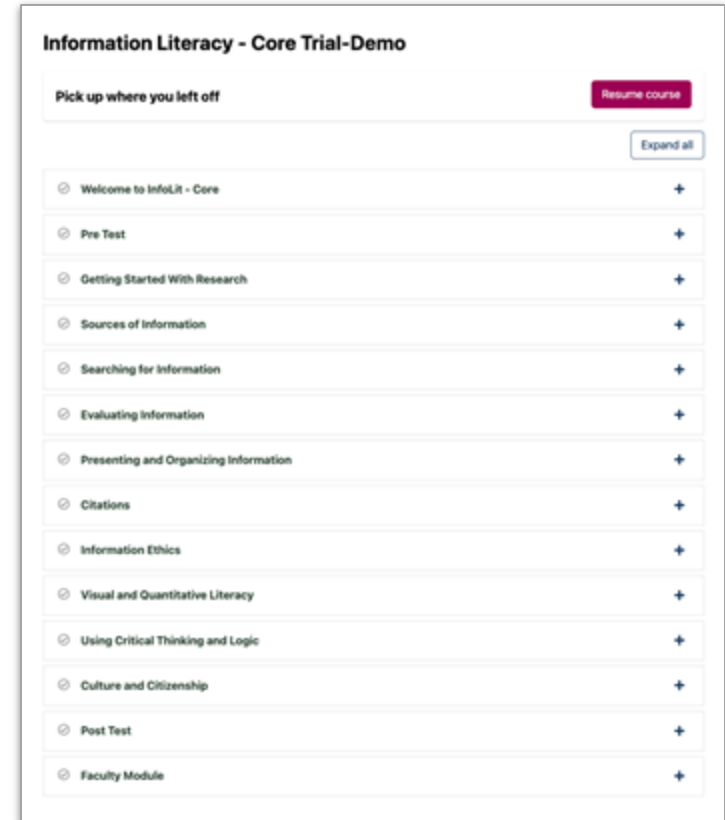 Information Literacy - Core Trial-Demo
Pick up where you left off
Resume course
Expand all
Welcome to InfoLit - Core
Pre Test
Getting Started With Research
Sources of Information
Searching for Information
Evaluating Information
Presenting and Organizing Information
Citations
Information Ethics
Visual and Quantitative Literacy
Using Critical Thinking and Logic
Culture and Citizenship
Post Test
Faculty Module